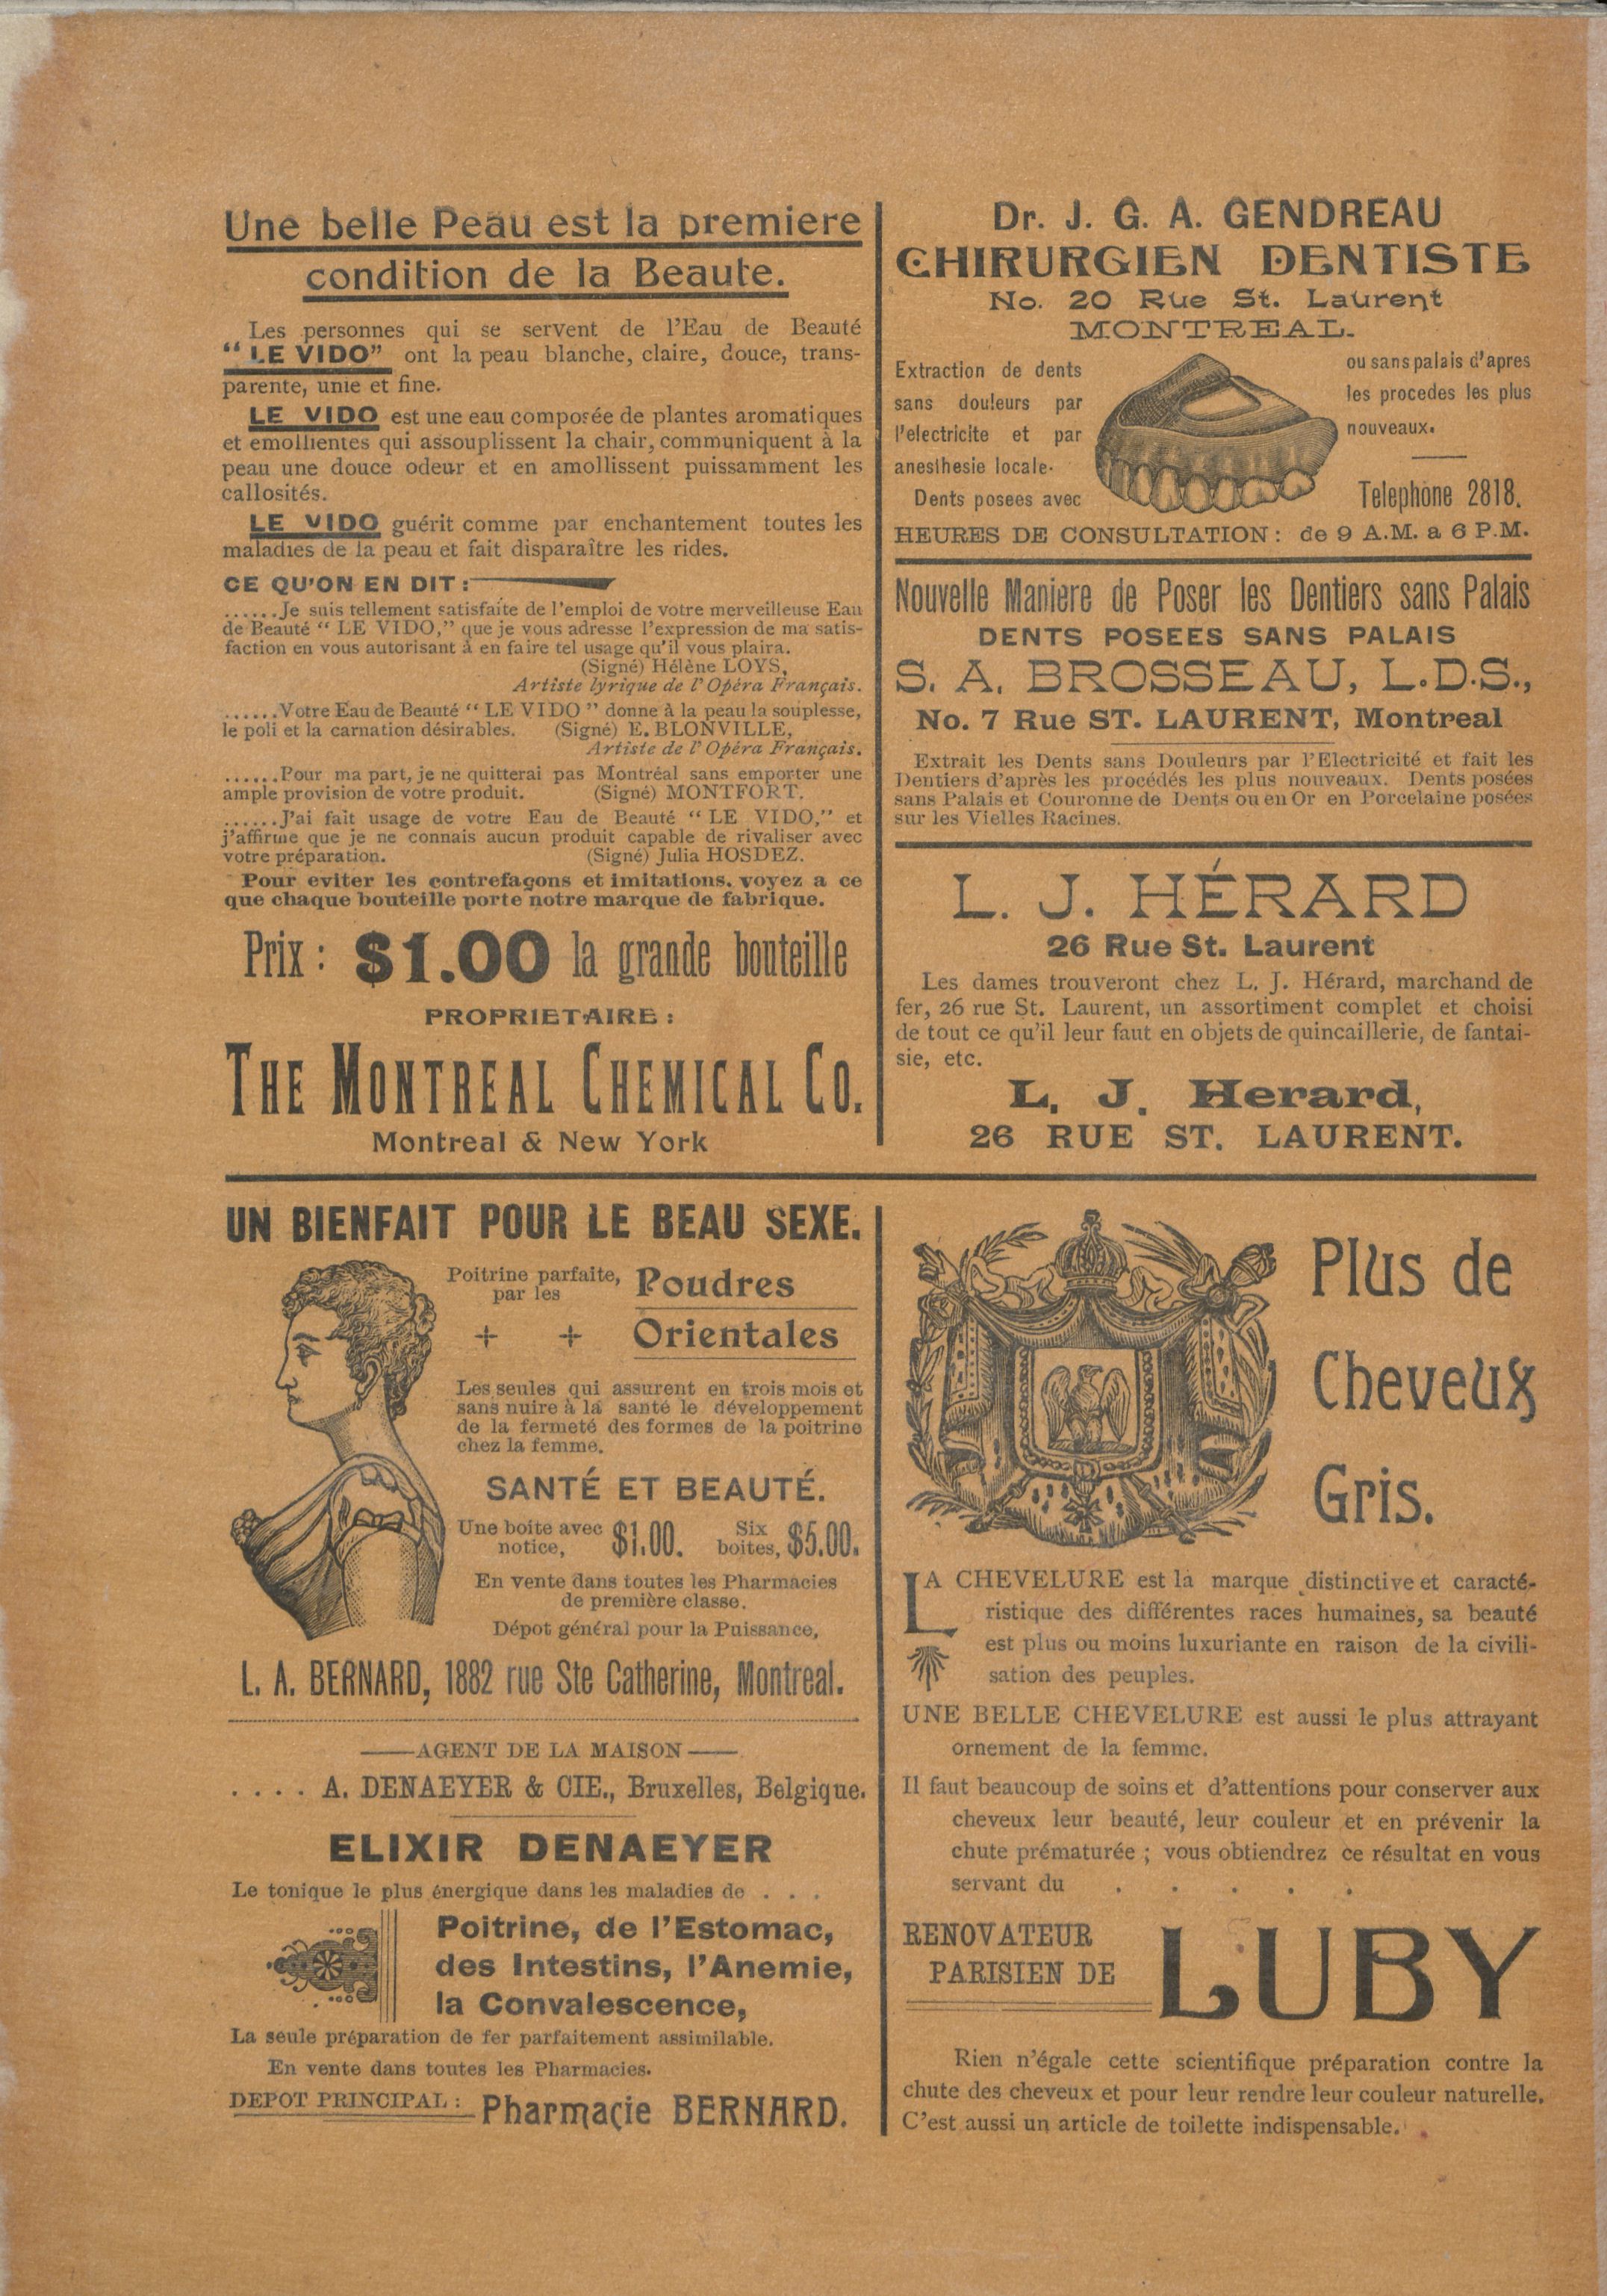 Une belle Peau est la premiere
condition de la Beaute.
Les personnes qui se servent de l'Eau de Beauté
“ LE VIDO” ont la peau blanche, claire, douce, trans-
parente, unie et fine.
LE VIDO est une eau composée de plantes aromatiques
et emollientes qui assouplissent la chair, communiquent à la
peau une douce odeur et en amollissent puissamment les
callosités.
LE VIDO guérit comme par enchantement toutes les
maladies de la peau et fait disparaître les rides.
CE QU'ON EN DIT :
......Je suis tellement satisfaite de l'emploi de votre merveilleuse Eau
de Beauté “ LE VIDO,” que je vous adresse l'expression de ma satis-
faction en vous autorisant à en faire tel usage qu'il vous plaira.
(Signé) Hélène LOYS,
Artiste lyrique de l'Opéra Français.
......Votre Eau de Beauté “ LE VIDO ” donne à la peau la souplesse,
le poli et la carnation désirables. (Signé) E. BLONVILLE,
Artiste de l'Opéra Français.
......Pour ma part, je ne quitterai pas Montréal sans emporter une
ample provision de votre produit. (Signé) MONTFORT.
......J'ai fait usage de votre Eau de Beauté “ LE VIDO,” et
j'affirme que je ne connais aucun produit capable de rivaliser avec
votre préparation. (Signé) Julia HOSDEZ.
Pour eviter les contrefaçons et imitations, voyez a ce
que chaque bouteille porte notre marque de fabrique.
Prix : $1.00 la grande bouteille
PROPRIETAIRE :
THE MONTREAL CHEMICAL CO.
Montreal & New York
Dr. J. G. A. GENDREAU
CHIRURGIEN DENTISTE
No. 20 Rue St. Laurent
MONTREAL.
Extraction de dents
sans douleurs par
l'electricite et par
anesthesie locale.
Dents posees avec
ou sans palais d'apres
les procedes les plus
nouveaux.
Telephone 2818.
HEURES DE CONSULTATION : de 9 A.M. a 6 P.M.
Nouvelle Maniere de Poser les Dentiers sans Palais
DENTS POSEES SANS PALAIS
S. A. BROSSEAU, L.D.S.,
No. 7 Rue ST. LAURENT, Montreal
Extrait les Dents sans Douleurs par l'Electricité et fait les
Dentiers d'après les procédés les plus nouveaux. Dents posées
sans Palais et Couronne de Dents ou en Or en Porcelaine posées
sur les Vielles Racines.
L. J. HÉRARD
26 Rue St. Laurent
Les dames trouveront chez L. J. Hérard, marchand de
fer, 26 rue St. Laurent, un assortiment complet et choisi
de tout ce qu'il leur faut en objets de quincaillerie, de fantai-
sie, etc.
L. J. Herard,
26 RUE ST. LAURENT.
UN BIENFAIT POUR LE BEAU SEXE.
Poitrine parfaite,
par les
Poudres
Orientales
Les seules qui assurent en trois mois et
sans nuire à la santé le développement
de la fermeté des formes de la poitrine
chez la femme.
SANTÉ ET BEAUTÉ.
Une boite avec
notice, $1.00. Six
boites, $5.00.
En vente dans toutes les Pharmacies
de première classe.
Dépot général pour la Puissance,
L. A. BERNARD, 1882 rue Ste Catherine, Montreal.
AGENT DE LA MAISON
. . . . A. DENAEYER & CIE., Bruxelles, Belgique.
ELIXIR DENAEYER
Le tonique le plus énergique dans les maladies de . . .
Poitrine, de l'Estomac,
des Intestins, l'Anemie,
la Convalescence,
La seule préparation de fer parfaitement assimilable.
En vente dans toutes les Pharmacies.
DEPOT PRINCIPAL : Pharmacie BERNARD.
Plus de
Cheveux
Gris.
LA CHEVELURE est la marque distinctive et caracté-
ristique des différentes races humaines, sa beauté
est plus ou moins luxuriante en raison de la civili-
sation des peuples.
UNE BELLE CHEVELURE est aussi le plus attrayant
ornement de la femme.
Il faut beaucoup de soins et d'attentions pour conserver aux
cheveux leur beauté, leur couleur et en prévenir la
chute prématurée ; vous obtiendrez ce résultat en vous
servant du . . . . .
RENOVATEUR
PARISIEN DE
LUBY
Rien n'égale cette scientifique préparation contre la
chute des cheveux et pour leur rendre leur couleur naturelle.
C'est aussi un article de toilette indispensable.